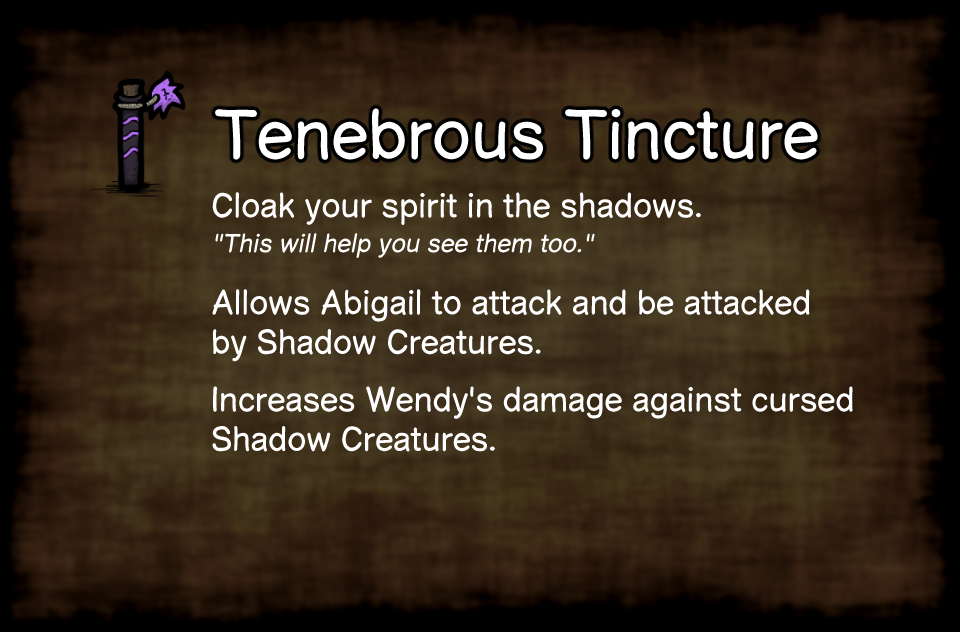 Tenebrous Tincture
Cloak your spirit in the shadows.
"This will help you see them too."
Allows Abigail to attack and be attacked
by Shadow Creatures.
Increases Wendy's damage against cursed
Shadow Creatures.